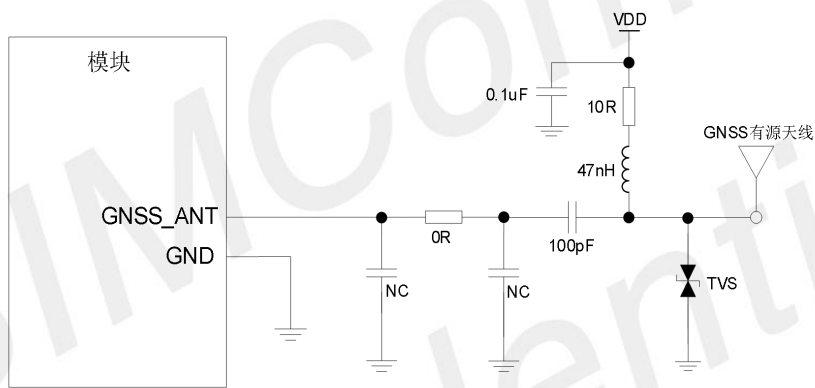 VDD
模块
0.1uF
10R
GNSS有源天线
47nH
GNSS_ANT
0R
100pF
GND
NC
NC
TVS
SIMCom